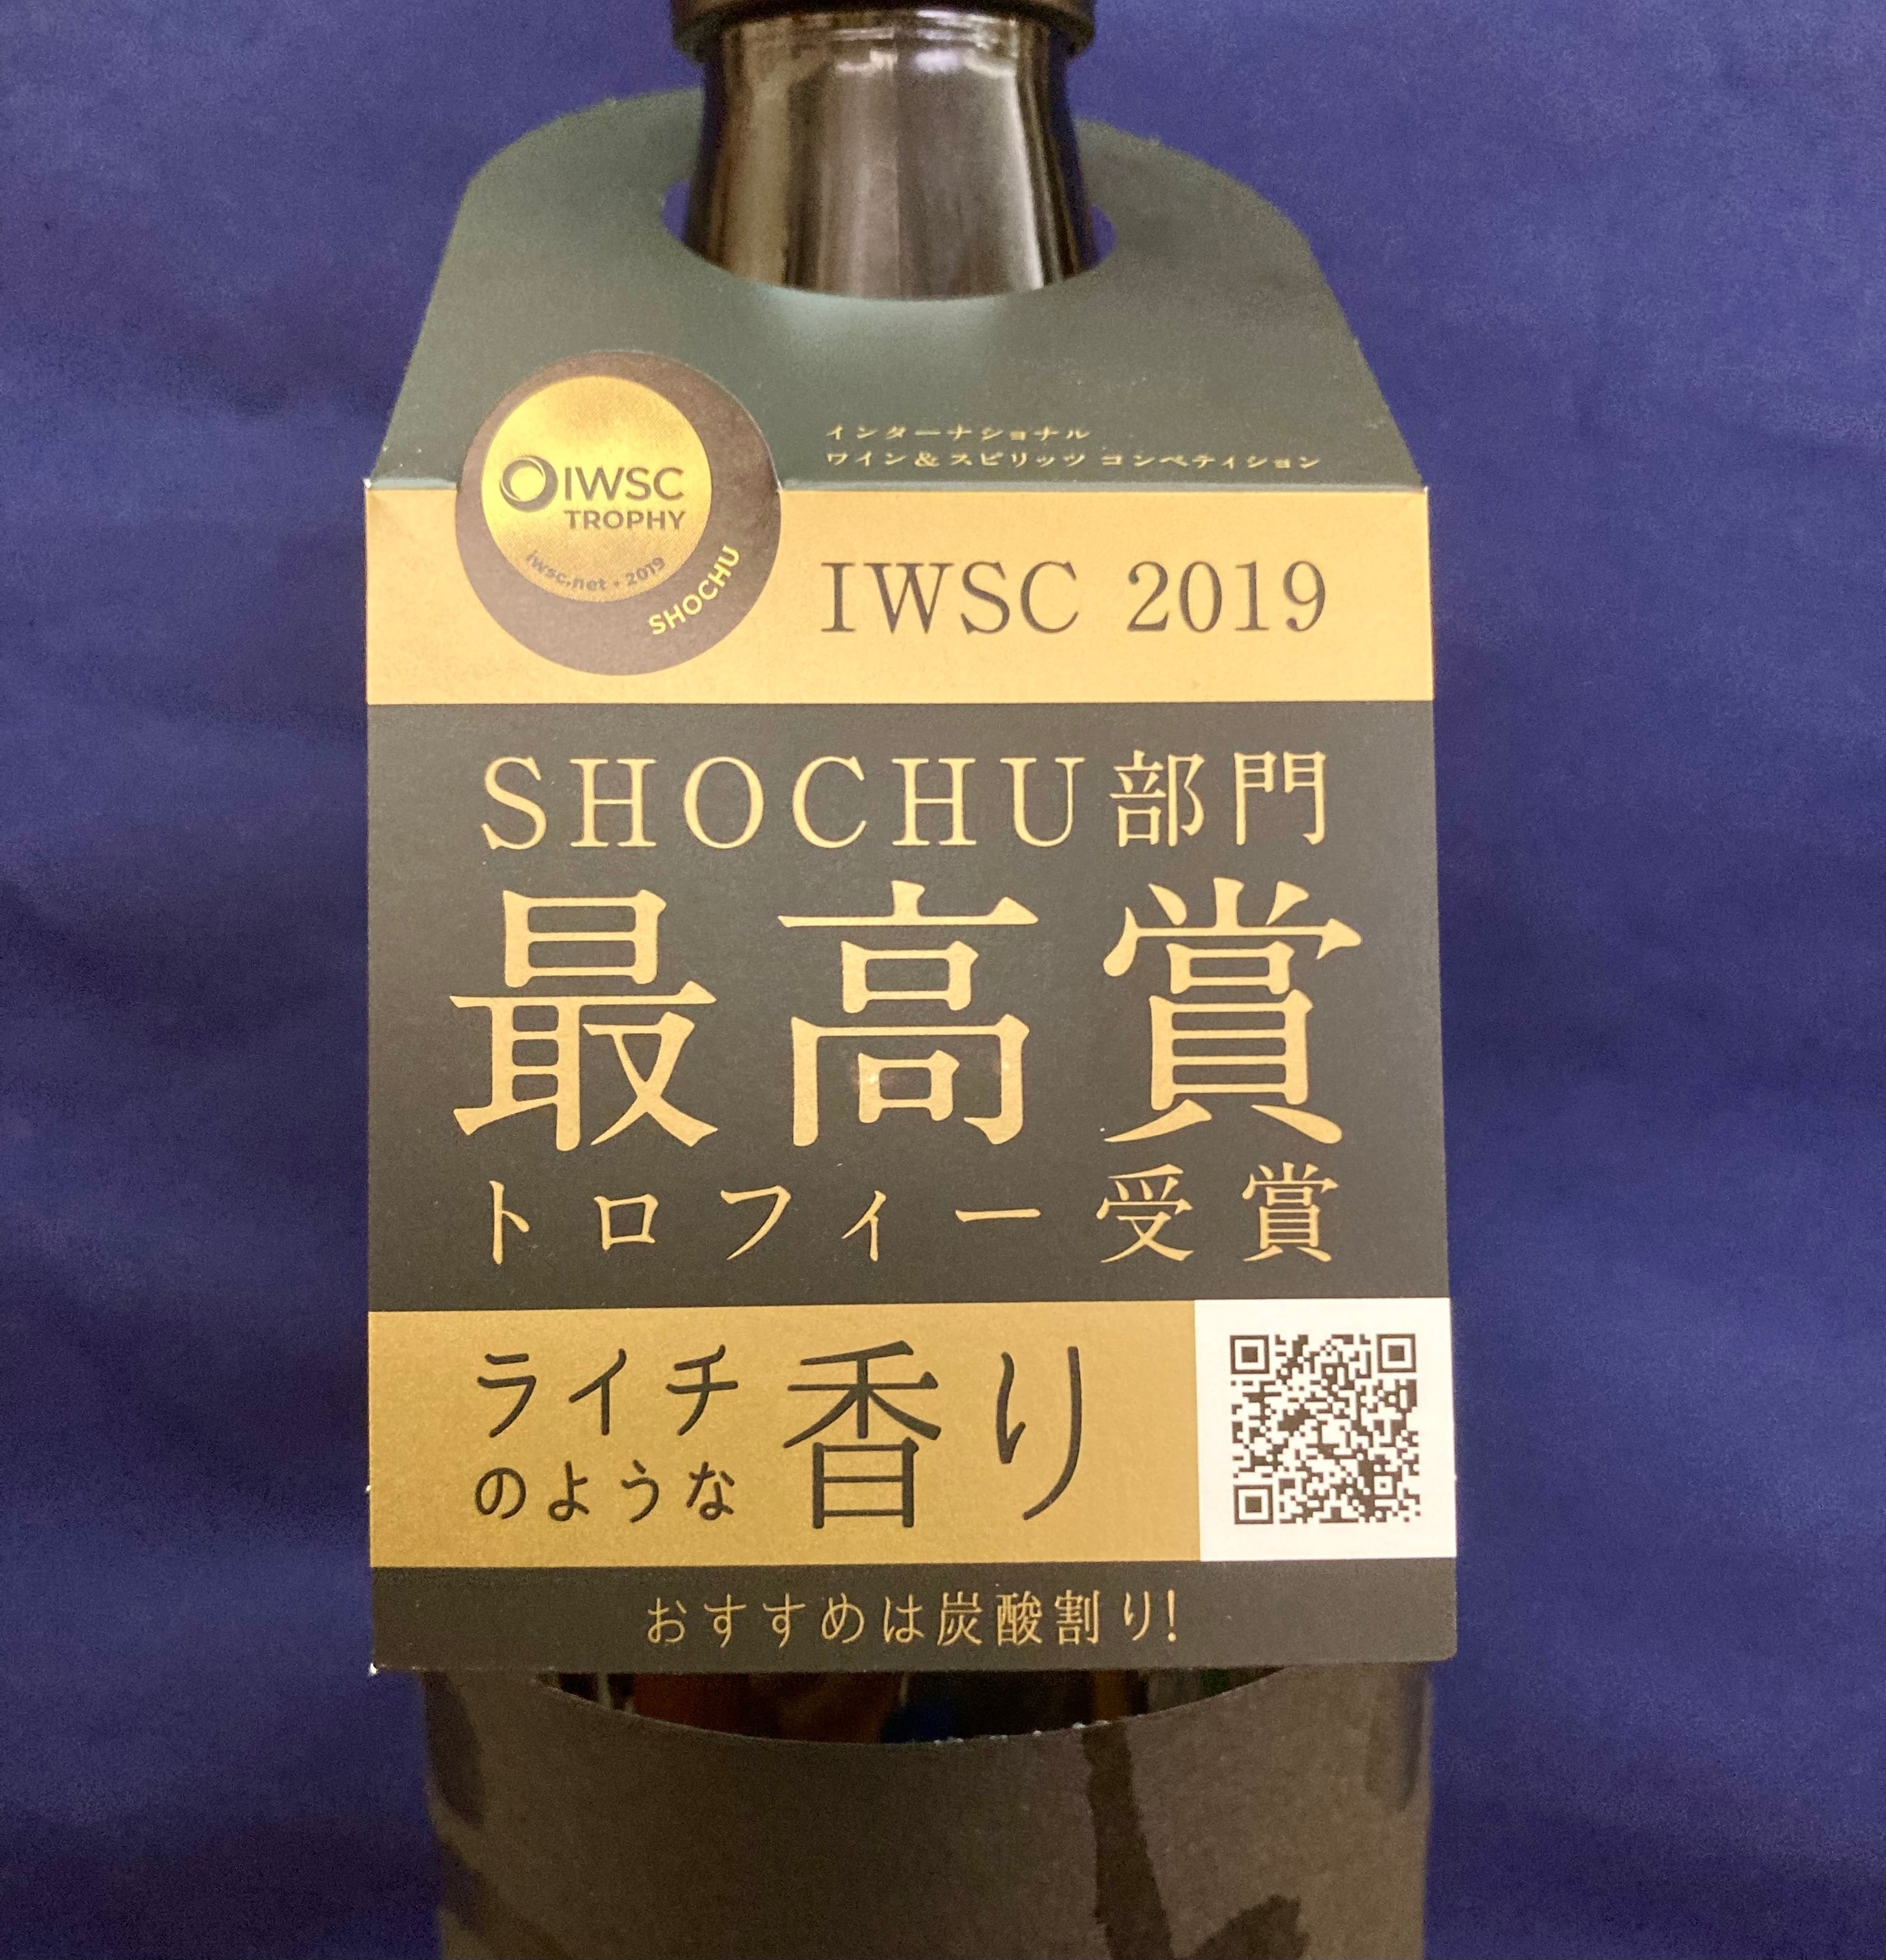 インターナショナル
ワイン&スピリッツ コンペティション
IWSC
TROPHY
iwsc.net • 2019
SHOCHU
IWSC 2019
SHOCHU部門
最高賞
トロフィー受賞
ライチ
のような
香り
おすすめは炭酸割り!